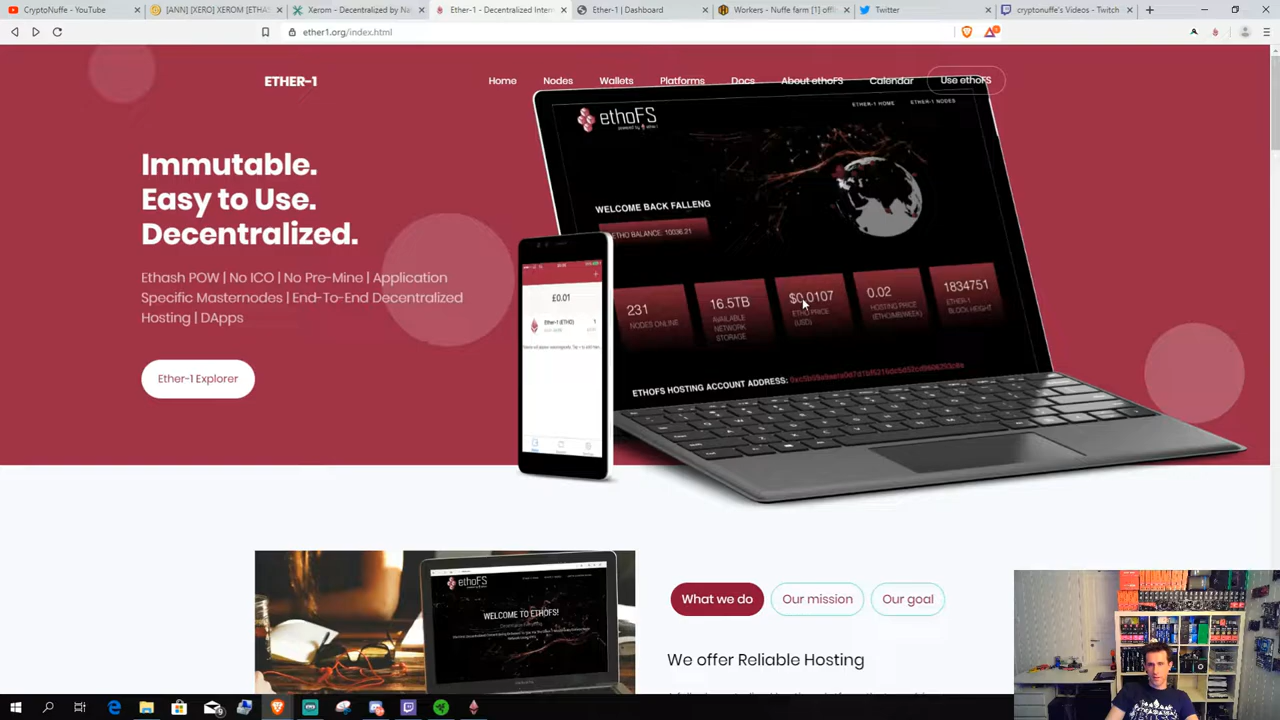 CryptoNuffe - YouTube
[ANN] [XERO] XEROM [ETHAS
Xerom - Decentralized by Na
Ether-1 - Decentralized Inter
Ether-1 | Dashboard
Workers - Nuffe farm [1] offli
Twitter
cryptonuffe's Videos - Twitch
ether1.org/index.html
ETHER-1
Home
Nodes
Wallets
Platforms
Docs
About ethoFS
Calendar
Use ethoFS
Immutable.
Easy to Use.
Decentralized.
Ethash POW | No ICO | No Pre-Mine | Application
Specific Masternodes | End-To-End Decentralized
Hosting | DApps
Ether-1 Explorer
ethoFS
powered by ether-1
ETHER-1 HOME
ETHER-1 NODES
WELCOME BACK FALLENG
ETHO BALANCE: 10036.21
231
NODES ONLINE
16.5TB
AVAILABLE
NETWORK
STORAGE
$0.0107
ETHO PRICE
(USD)
0.02
HOSTING PRICE
(ETHO/MB/WEEK)
1834751
ETHER-1
BLOCK HEIGHT
ETHOFS HOSTING ACCOUNT ADDRESS:
£0.01
Ether-1 (ETHO)
1
ethoFS
WELCOME TO ETHOFS!
What we do
Our mission
Our goal
We offer Reliable Hosting